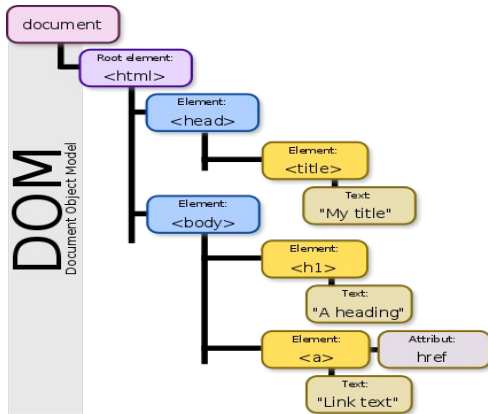 document
Root element:
<html>
Element:
<head>
Element:
<title>
Text
"My title"
Element:
<body>
Element:
<h1>
Text:
"A heading"
Element:
<a>
Attribut:
href
Text:
"Link text"
DOM
Document Object Model